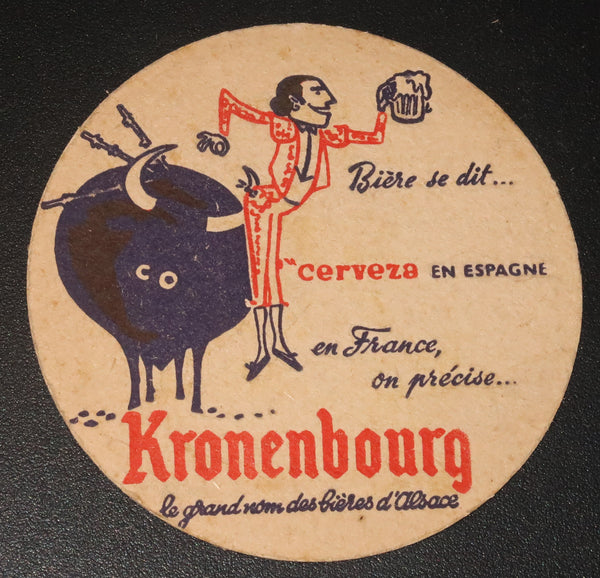 Bière se dit...
"cerveza EN ESPAGNE
en France,
on précise...
Kronenbourg
le grand nom des bières d'Alsace